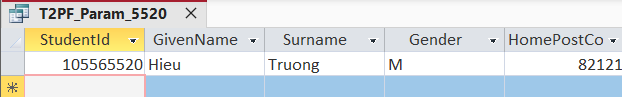 T2PF_Param_5520
StudentId GivenName Surname Gender HomePostCo
105565520 Hieu Truong M 82121